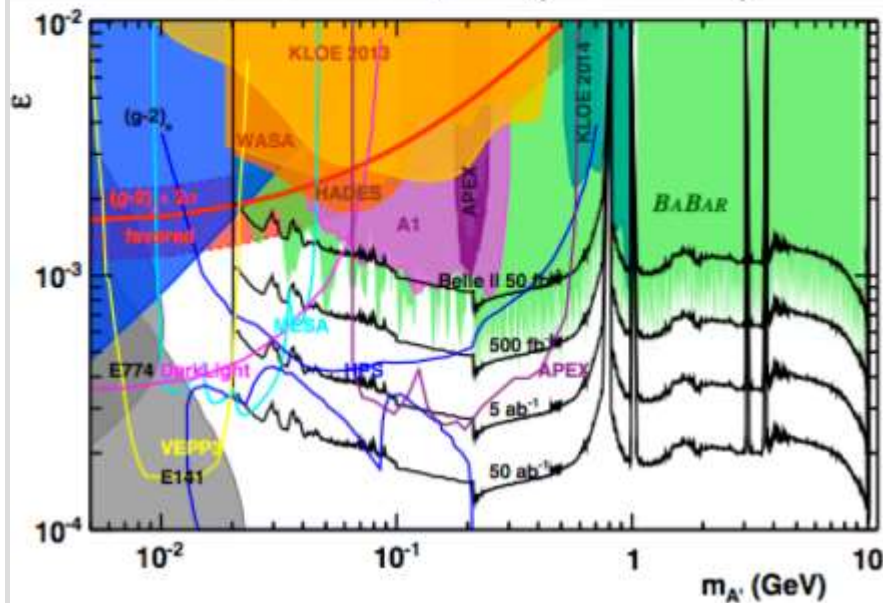 10⁻²
ε
10⁻³
10⁻⁴
KLOE 2013
KLOE 2014
(g-2)ₑ
WASA
HADES
APEX
(g-2) ± 2σ
favored
A1
BABAR
Belle II 50 fb⁻¹
MESA
500 fb⁻¹
E774
DarkLight
HPS
APEX
5 ab⁻¹
VEPP3
E141
50 ab⁻¹
10⁻²
10⁻¹
1
10
m_A' (GeV)